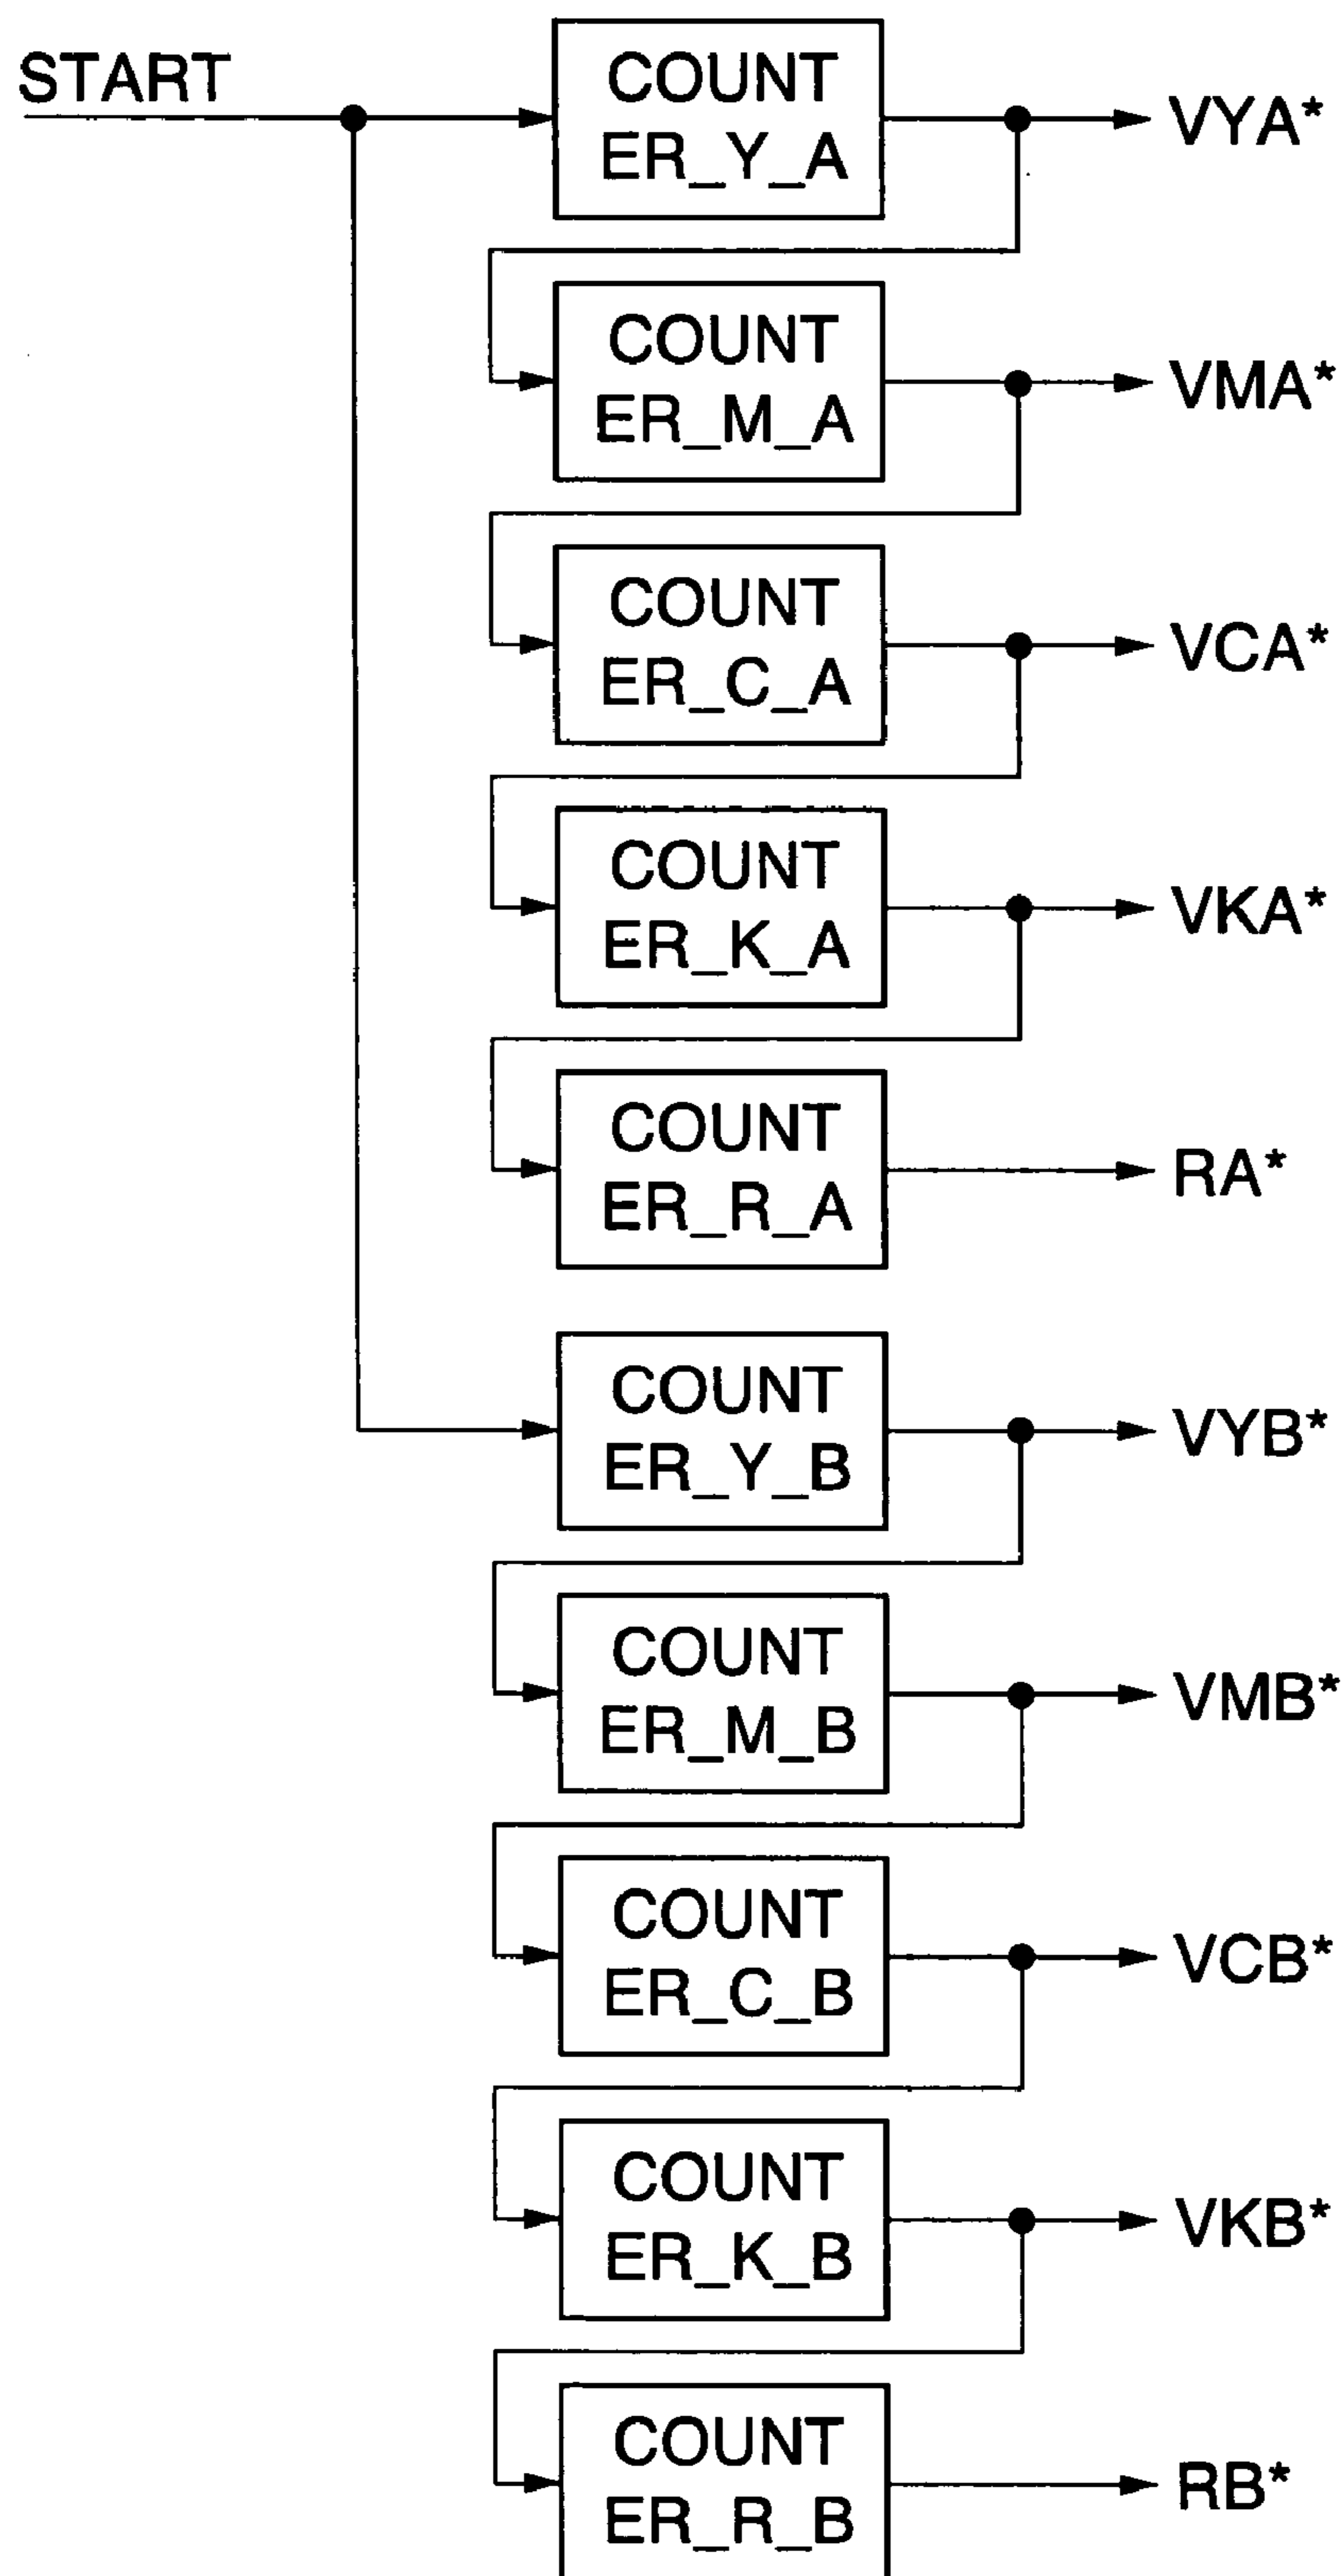 START
COUNT
ER_Y_A
VYA*
COUNT
ER_M_A
VMA*
COUNT
ER_C_A
VCA*
COUNT
ER_K_A
VKA*
COUNT
ER_R_A
RA*
COUNT
ER_Y_B
VYB*
COUNT
ER_M_B
VMB*
COUNT
ER_C_B
VCB*
COUNT
ER_K_B
VKB*
COUNT
ER_R_B
RB*